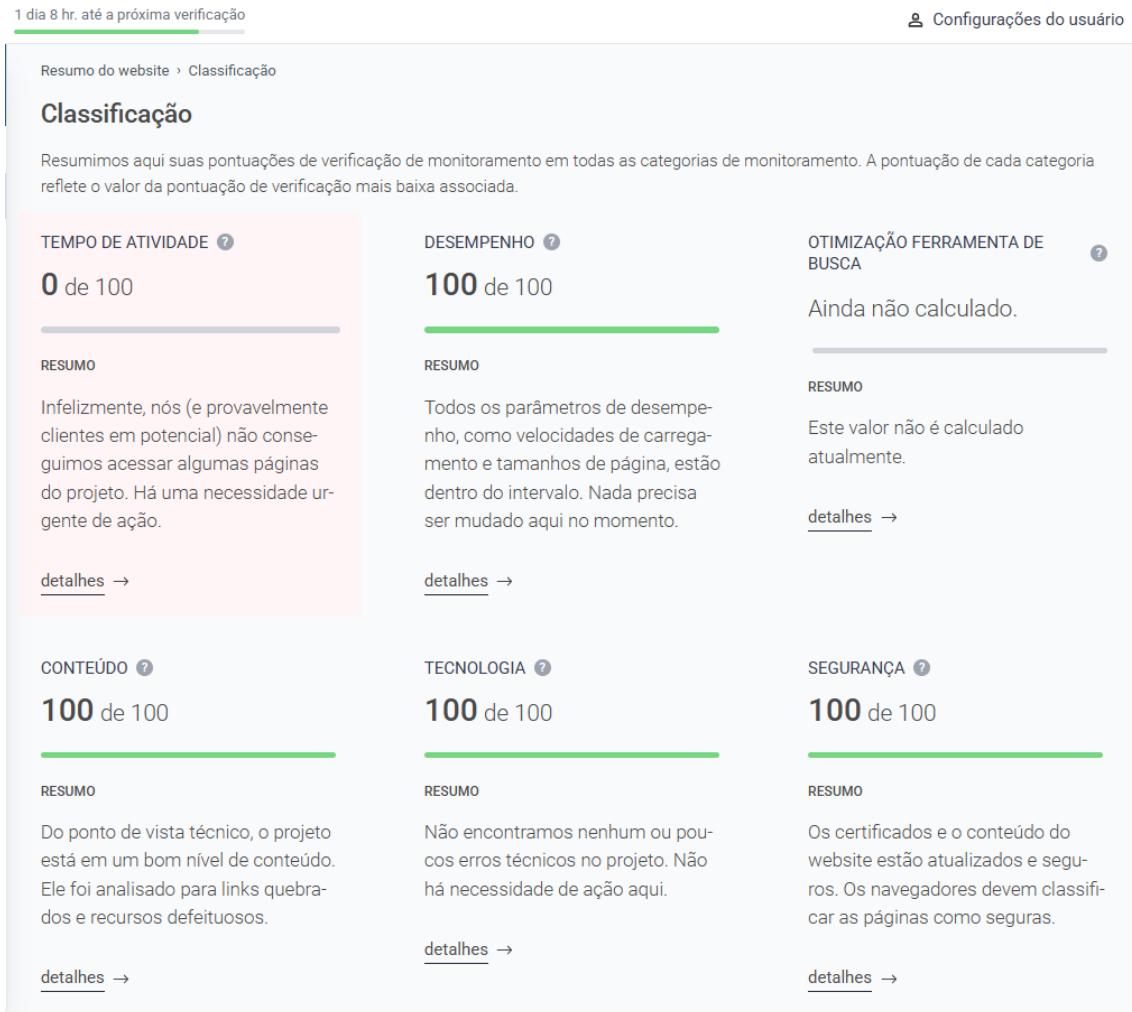 1 dia 8 hr. até a próxima verificação
Configurações do usuário
Resumo do website › Classificação
Classificação
Resumimos aqui suas pontuações de verificação de monitoramento em todas as categorias de monitoramento. A pontuação de cada categoria
reflete o valor da pontuação de verificação mais baixa associada.
TEMPO DE ATIVIDADE ?
0 de 100
RESUMO
Infelizmente, nós (e provavelmente
clientes em potencial) não conse-
guimos acessar algumas páginas
do projeto. Há uma necessidade ur-
gente de ação.
detalhes →
DESEMPENHO ?
100 de 100
RESUMO
Todos os parâmetros de desempe-
nho, como velocidades de carrega-
mento e tamanhos de página, estão
dentro do intervalo. Nada precisa
ser mudado aqui no momento.
detalhes →
OTIMIZAÇÃO FERRAMENTA DE
BUSCA ?
Ainda não calculado.
RESUMO
Este valor não é calculado
atualmente.
detalhes →
CONTEÚDO ?
100 de 100
RESUMO
Do ponto de vista técnico, o projeto
está em um bom nível de conteúdo.
Ele foi analisado para links quebra-
dos e recursos defeituosos.
detalhes →
TECNOLOGIA ?
100 de 100
RESUMO
Não encontramos nenhum ou pou-
cos erros técnicos no projeto. Não
há necessidade de ação aqui.
detalhes →
SEGURANÇA ?
100 de 100
RESUMO
Os certificados e o conteúdo do
website estão atualizados e segu-
ros. Os navegadores devem classifi-
car as páginas como seguras.
detalhes →